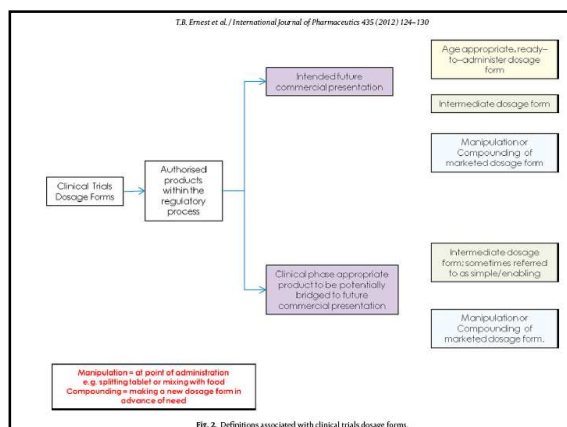 T.B. Ernest et al. / International Journal of Pharmaceutics 435 (2012) 124–130
Age appropriate, ready–
to–administer dosage
form
Intended future
commercial presentation
Intermediate dosage form
Manipulation or
Compounding of
marketed dosage form
Clinical Trials
Dosage Forms
Authorised
products
within the
regulatory
process
Intermediate dosage
form; sometimes referred
to as simple/enabling
Clinical phase appropriate
product to be potentially
bridged to future
commercial presentation
Manipulation or
Compounding of
marketed dosage form.
Manipulation = at point of administration
e.g. splitting tablet or mixing with food
Compounding = making a new dosage form in
advance of need
Fig. 2. Definitions associated with clinical trials dosage forms.